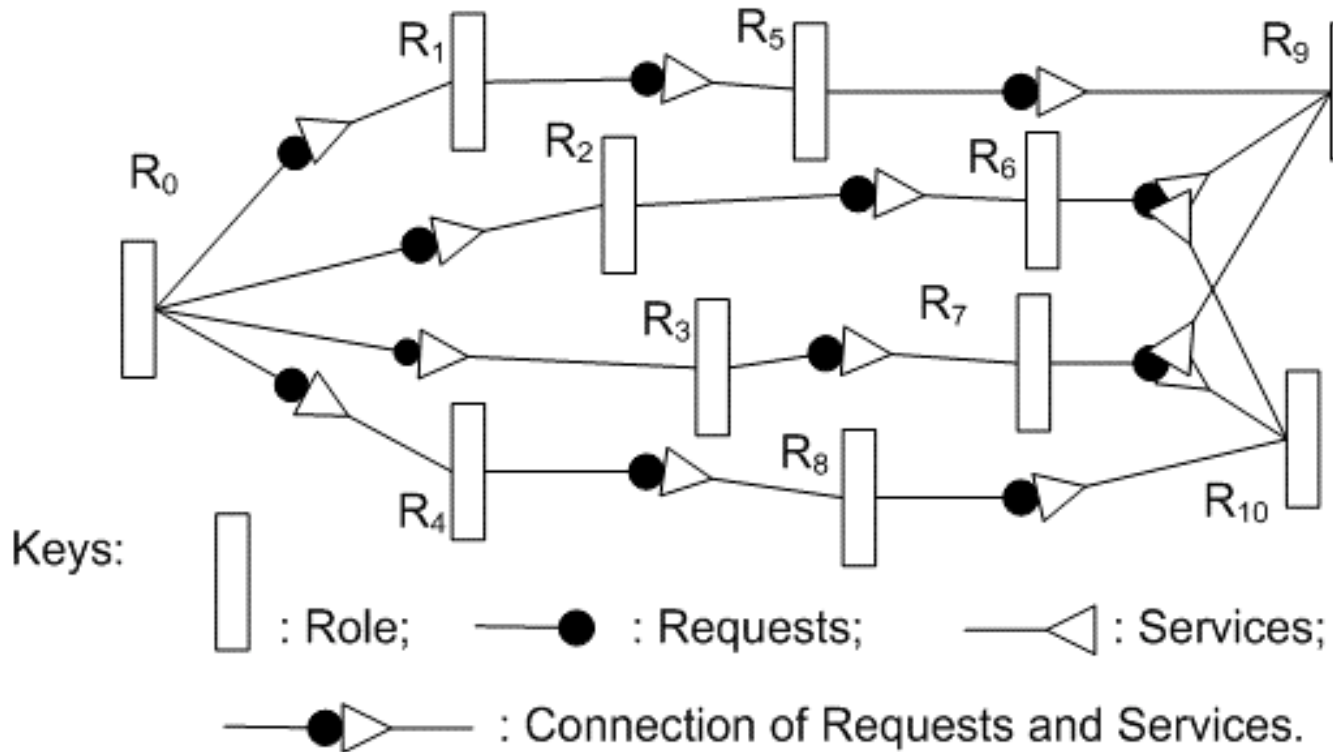 R1
R5
R9
R2
R6
R0
R3
R7
R8
R4
R10
Keys:
: Role;
: Requests;
: Services;
: Connection of Requests and Services.